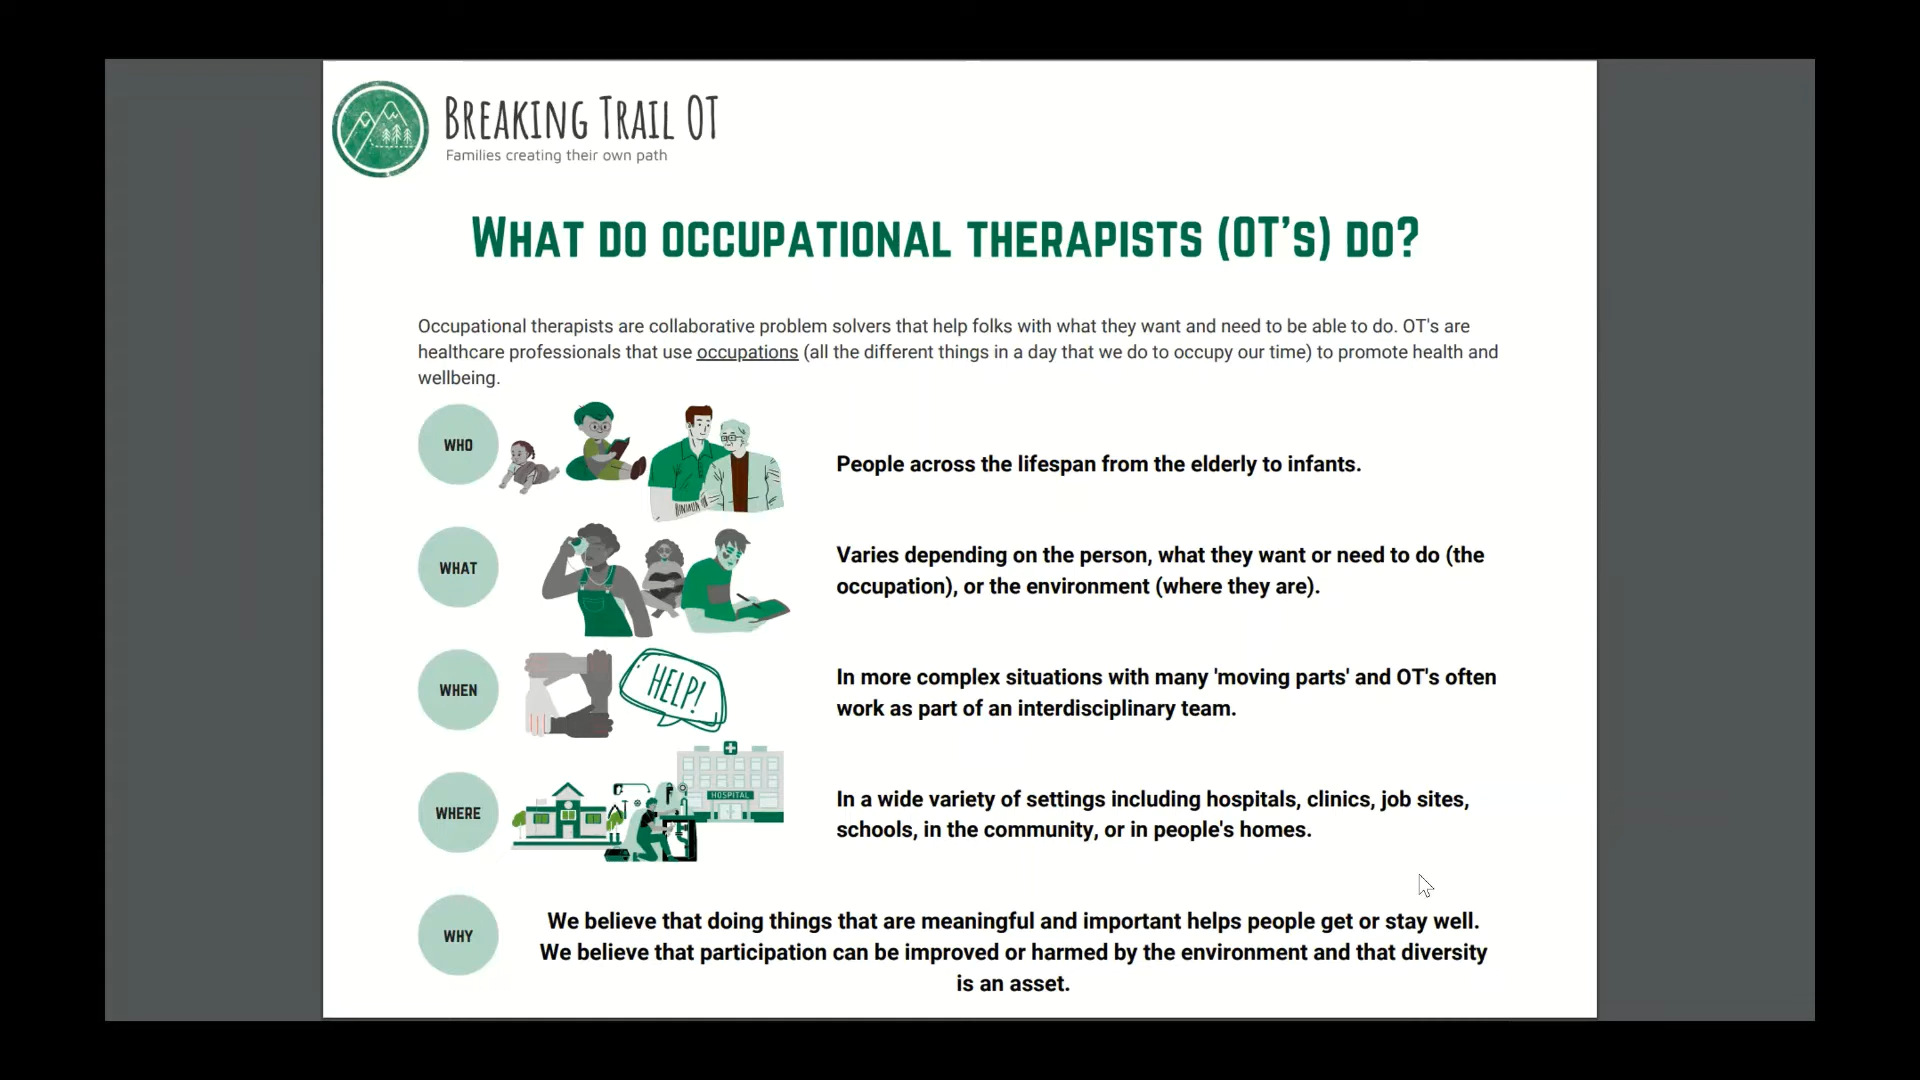 BREAKING TRAIL OT
Families creating their own path
WHAT DO OCCUPATIONAL THERAPISTS (OT'S) DO?
Occupational therapists are collaborative problem solvers that help folks with what they want and need to be able to do. OT's are
healthcare professionals that use occupations (all the different things in a day that we do to occupy our time) to promote health and
wellbeing.
WHO
People across the lifespan from the elderly to infants.
WHAT
Varies depending on the person, what they want or need to do (the
occupation), or the environment (where they are).
WHEN
HELP!
In more complex situations with many 'moving parts' and OT's often
work as part of an interdisciplinary team.
WHERE
HOSPITAL
In a wide variety of settings including hospitals, clinics, job sites,
schools, in the community, or in people's homes.
WHY
We believe that doing things that are meaningful and important helps people get or stay well.
We believe that participation can be improved or harmed by the environment and that diversity
is an asset.